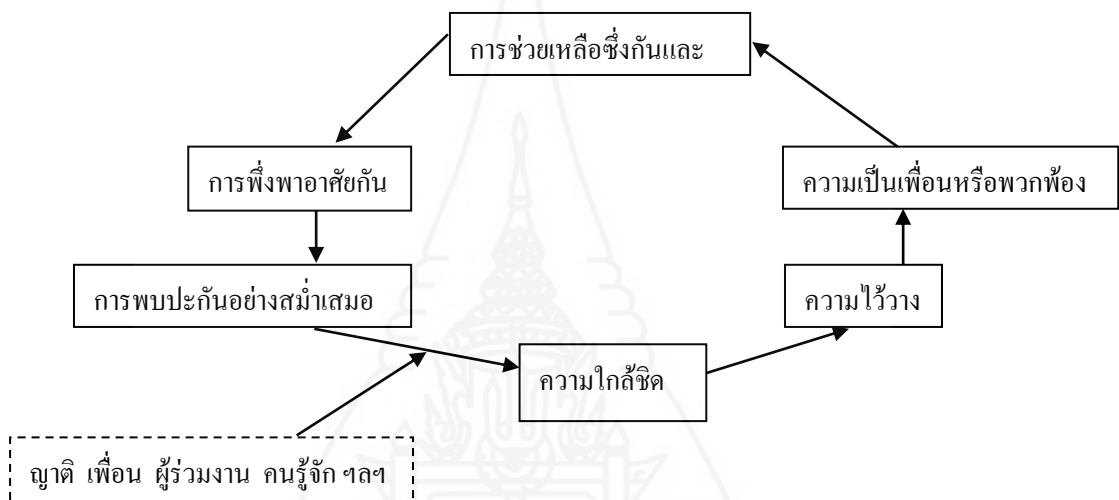 การช่วยเหลือซึ่งกันและ
การพึ่งพาอาศัยกัน
ความเป็นเพื่อนหรือพวกพ้อง
การพบปะกันอย่างสม่ำเสมอ
ความไว้วาง
ความใกล้ชิด
ญาติ เพื่อน ผู้ร่วมงาน คนรู้จัก ฯลฯ